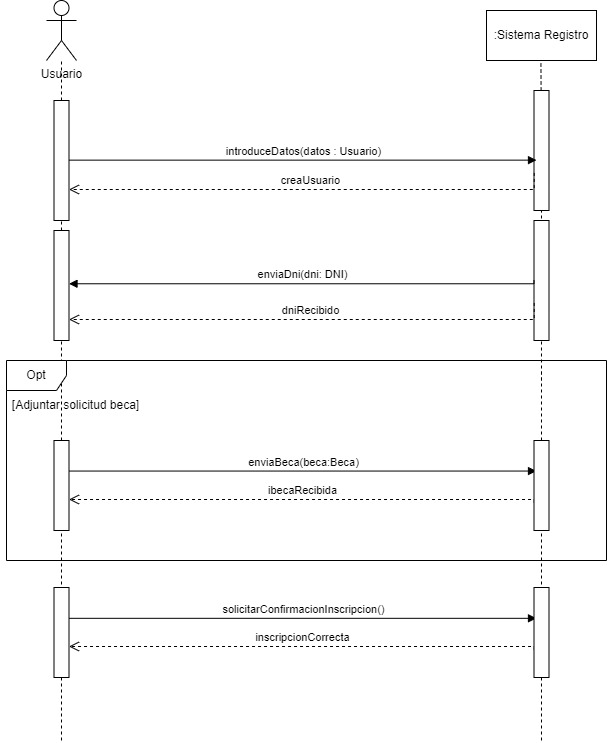 :Sistema Registro
Usuario
introduceDatos(datos : Usuario)
creaUsuario
enviaDni(dni: DNI)
dniRecibido
Opt
[Adjuntar solicitud beca]
enviaBeca(beca:Beca)
ibecaRecibida
solicitarConfirmacionInscripcion()
inscripcionCorrecta